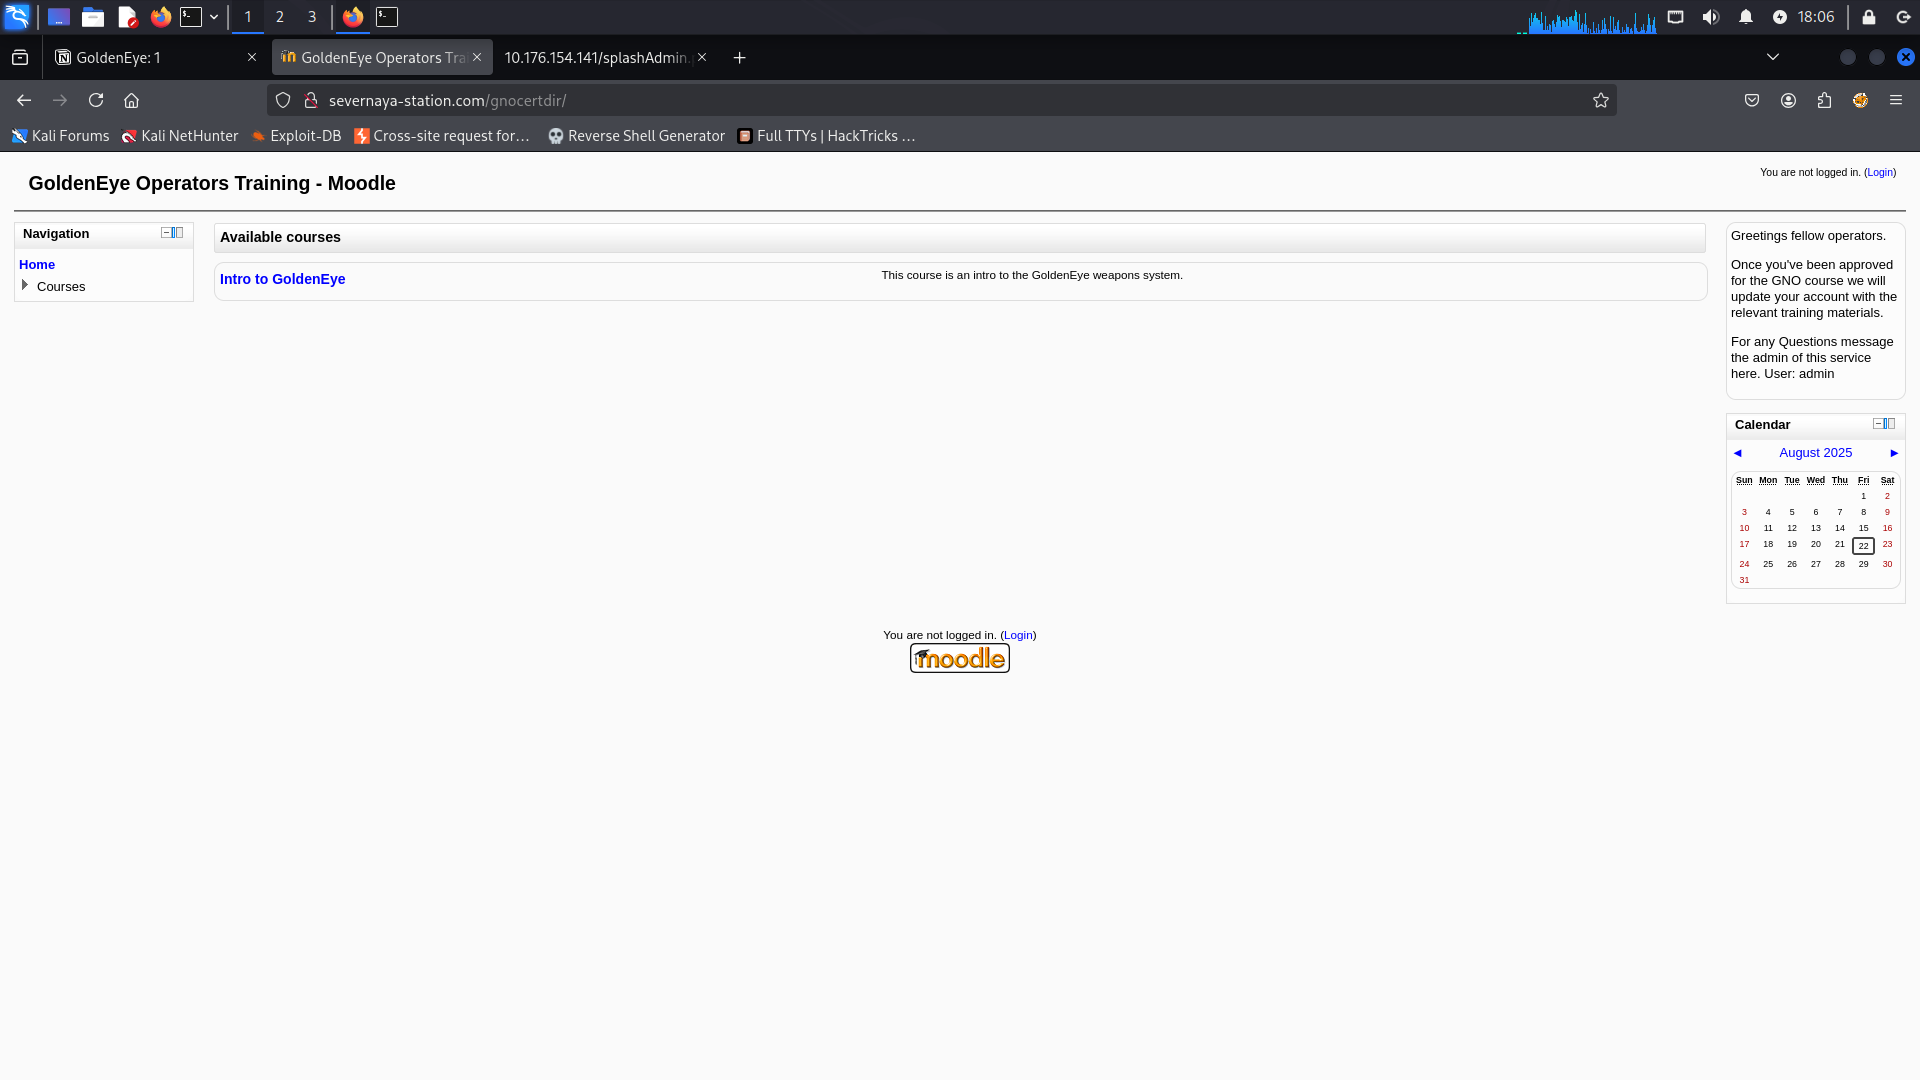 1 2 3 18:06
GoldenEye: 1 GoldenEye Operators Tra 10.176.154.141/splashAdmin.
severnaya-station.com/gnocertdir/
Kali Forums Kali NetHunter Exploit-DB Cross-site request for… Reverse Shell Generator Full TTYs | HackTricks …
GoldenEye Operators Training - Moodle
You are not logged in. (Login)
Navigation
Home
Courses
Available courses
Intro to GoldenEye
This course is an intro to the GoldenEye weapons system.
Greetings fellow operators.
Once you've been approved
for the GNO course we will
update your account with the
relevant training materials.
For any Questions message
the admin of this service
here. User: admin
Calendar
◄ August 2025 ►
Sun Mon Tue Wed Thu Fri Sat
1 2
3 4 5 6 7 8 9
10 11 12 13 14 15 16
17 18 19 20 21 22 23
24 25 26 27 28 29 30
31
You are not logged in. (Login)
moodle